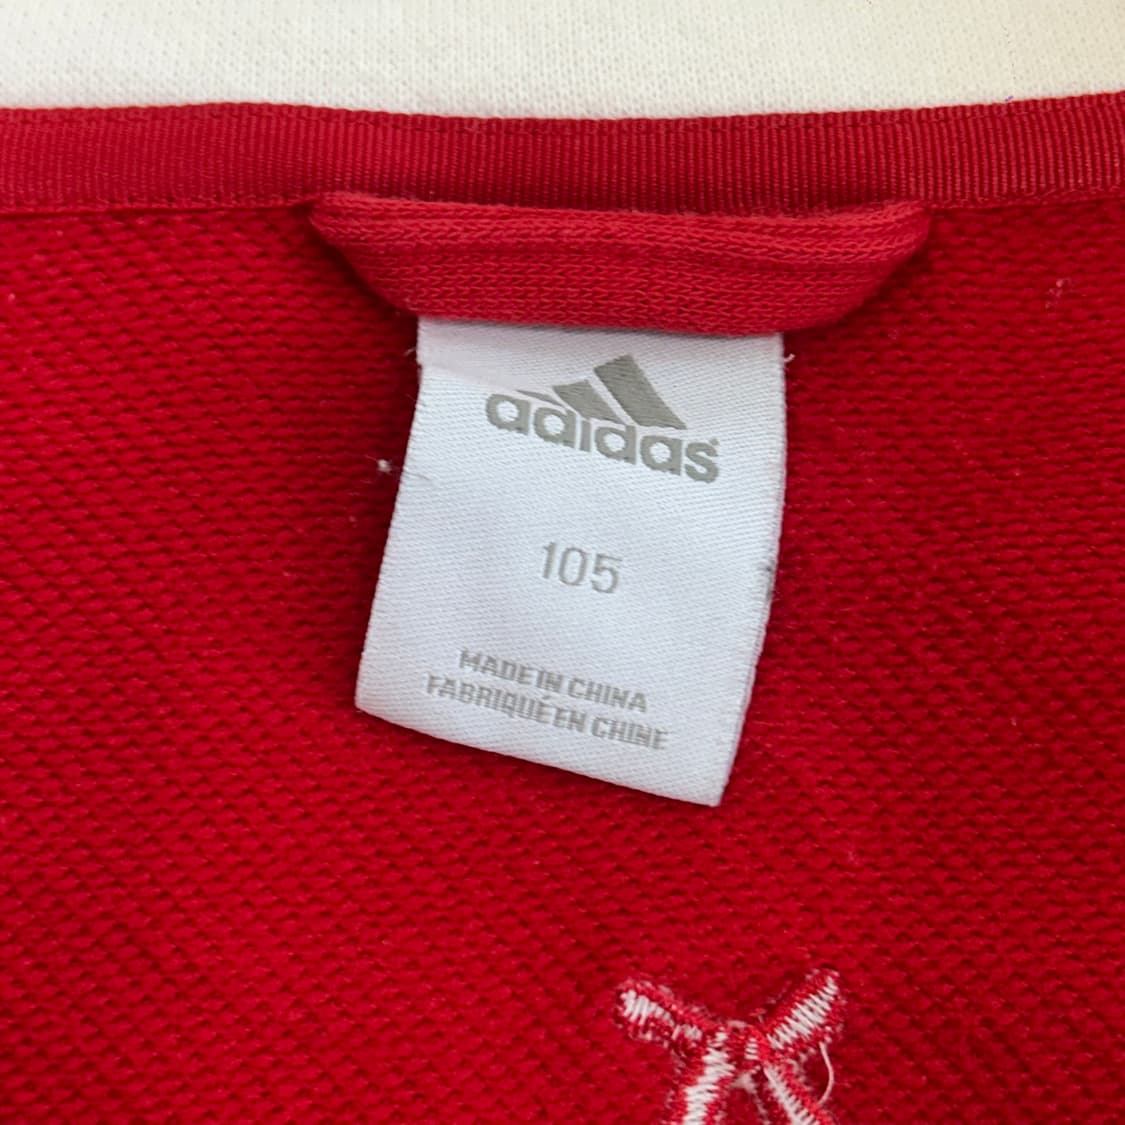 adidas
105
MADE IN CHINA
FABRIQUÉ EN CHINE